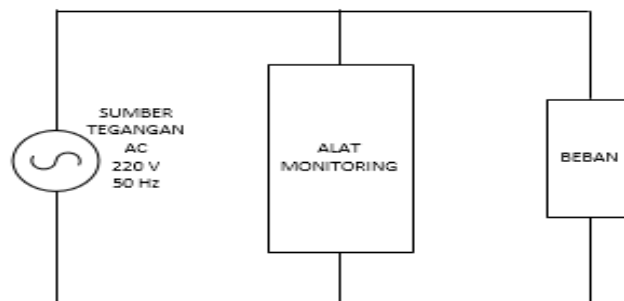 SUMBER
TEGANGAN
AC
220 V
50 Hz
ALAT
MONITORING
BEBAN